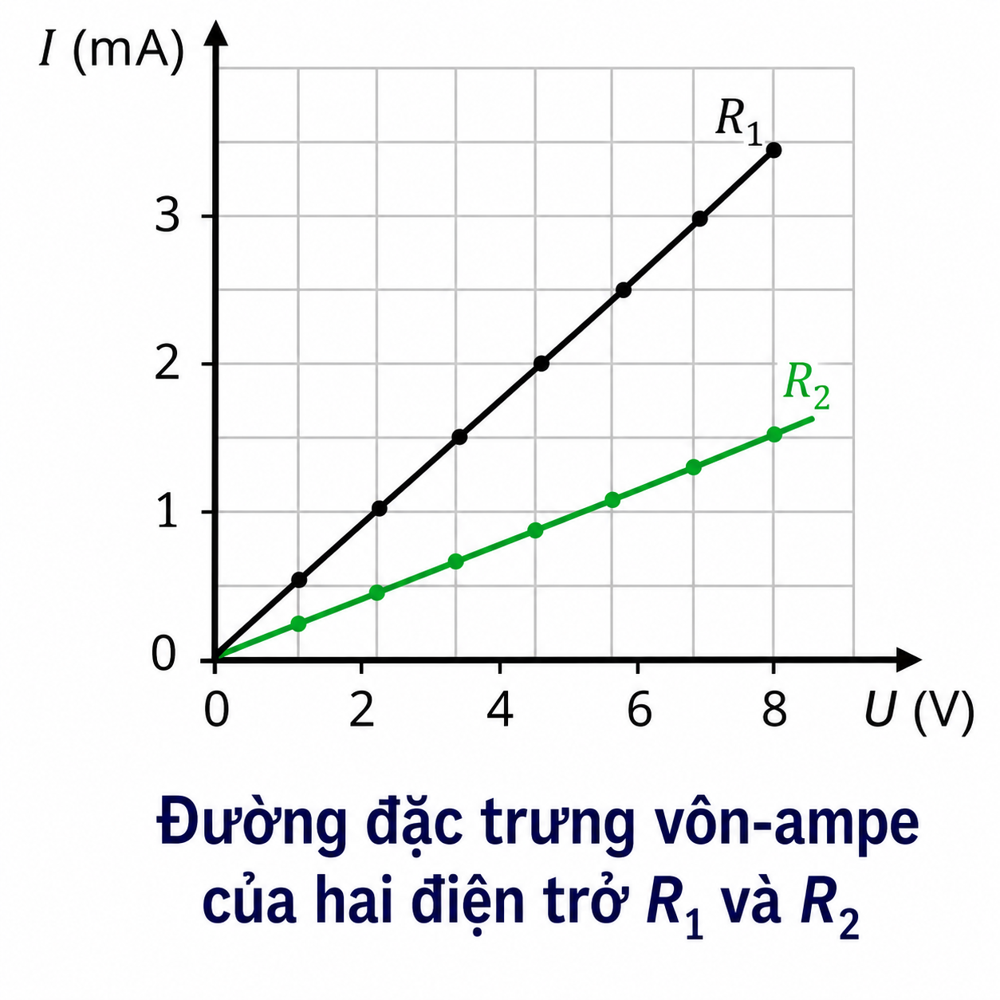 I (mA)
R₁
3
2
R₂
1
0
0 2 4 6 8 U (V)
Đường đặc trưng vôn-ampe
của hai điện trở R₁ và R₂